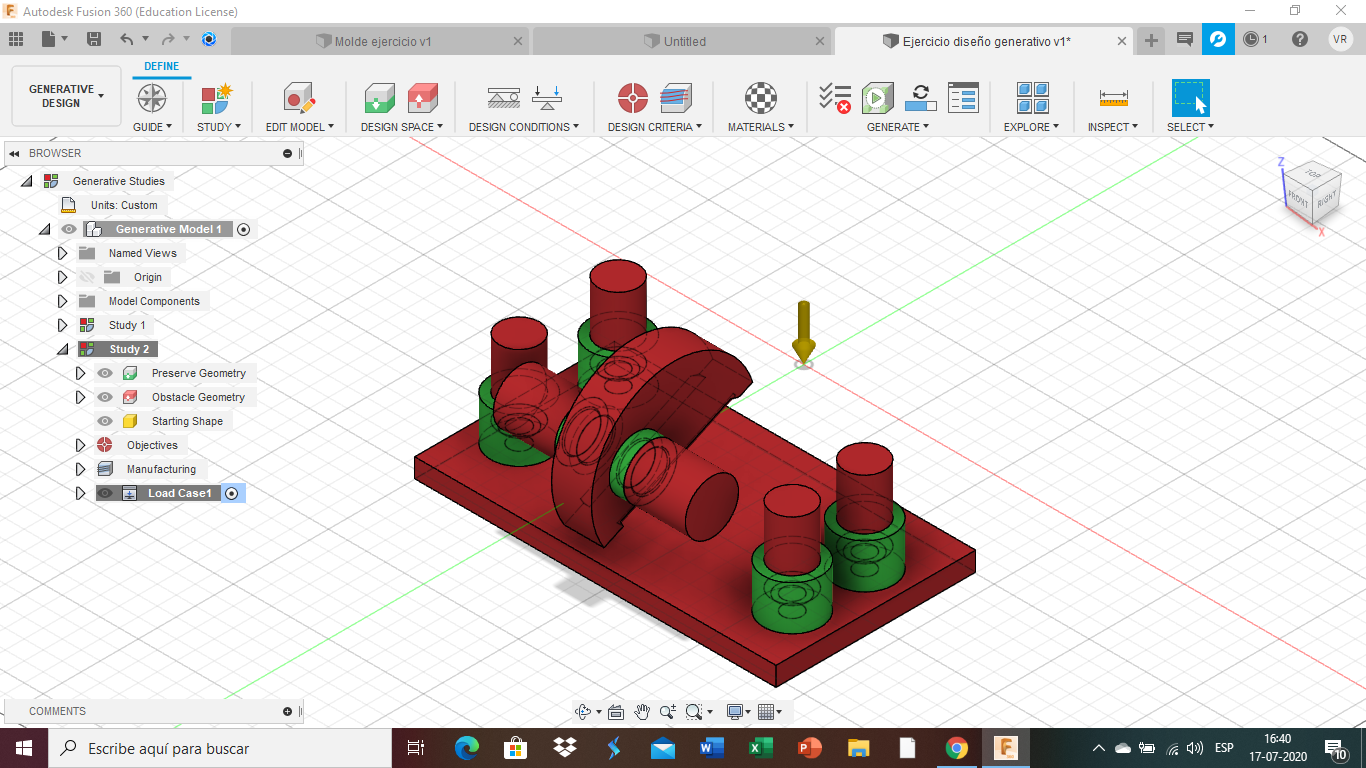 Autodesk Fusion 360 (Education License)
Molde ejercicio v1
Untitled
Ejercicio diseño generativo v1*
1
VR
DEFINE
GENERATIVE
DESIGN
GUIDE
STUDY
EDIT MODEL
DESIGN SPACE
DESIGN CONDITIONS
DESIGN CRITERIA
MATERIALS
GENERATE
EXPLORE
INSPECT
SELECT
BROWSER
Generative Studies
Units: Custom
Generative Model 1
Named Views
Origin
Model Components
Study 1
Study 2
Preserve Geometry
Obstacle Geometry
Starting Shape
Objectives
Manufacturing
Load Case1
Z
TOP
FRONT
RIGHT
X
COMMENTS
Escribe aquí para buscar
ESP
16:40
17-07-2020
10